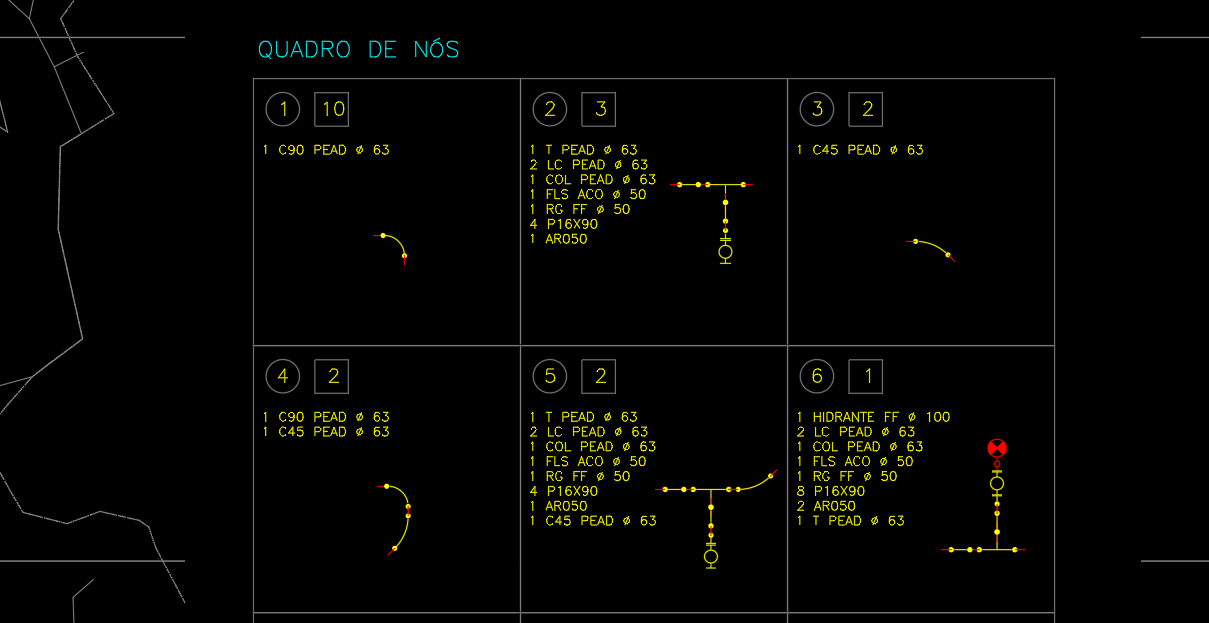 QUADRO DE NÓS
1 10
1 C90 PEAD ø 63
2 3
1 T PEAD ø 63
2 LC PEAD ø 63
1 COL PEAD ø 63
1 FLS ACO ø 50
1 RG FF ø 50
4 P16X90
1 AR050
3 2
1 C45 PEAD ø 63
4 2
1 C90 PEAD ø 63
1 C45 PEAD ø 63
5 2
1 T PEAD ø 63
2 LC PEAD ø 63
1 COL PEAD ø 63
1 FLS ACO ø 50
1 RG FF ø 50
4 P16X90
1 AR050
1 C45 PEAD ø 63
6 1
1 HIDRANTE FF ø 100
2 LC PEAD ø 63
1 COL PEAD ø 63
1 FLS ACO ø 50
1 RG FF ø 50
8 P16X90
2 AR050
1 T PEAD ø 63